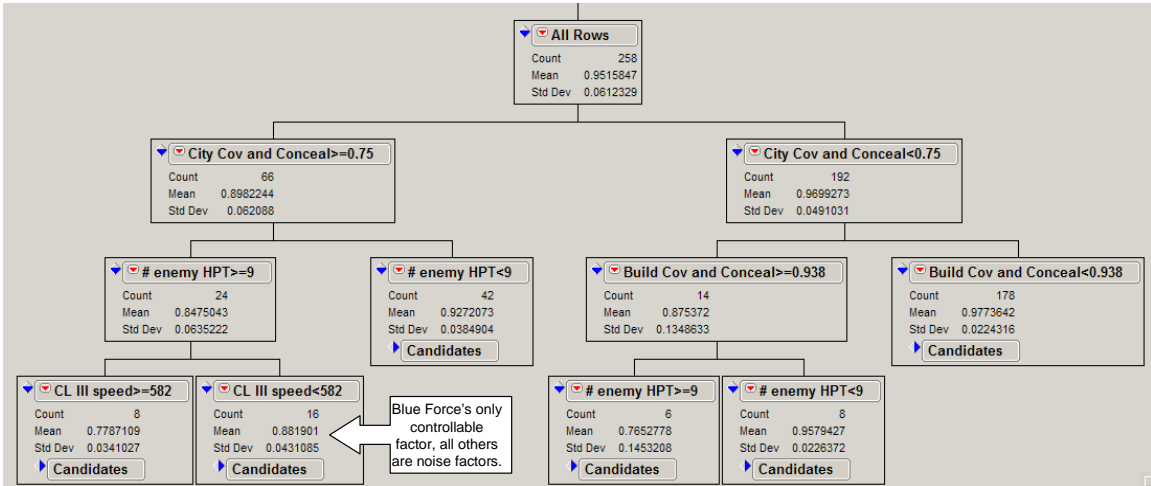 All Rows
Count 258
Mean 0.9515847
Std Dev 0.0612329
City Cov and Conceal>=0.75
Count 66
Mean 0.8982244
Std Dev 0.062088
City Cov and Conceal<0.75
Count 192
Mean 0.9699273
Std Dev 0.0491031
# enemy HPT>=9
Count 24
Mean 0.8475043
Std Dev 0.0635222
# enemy HPT<9
Count 42
Mean 0.9272073
Std Dev 0.0384904
Candidates
Build Cov and Conceal>=0.938
Count 14
Mean 0.875372
Std Dev 0.1348633
Build Cov and Conceal<0.938
Count 178
Mean 0.9773642
Std Dev 0.0224316
Candidates
CL III speed>=582
Count 8
Mean 0.7787109
Std Dev 0.0341027
Candidates
CL III speed<582
Count 16
Mean 0.881901
Std Dev 0.0431085
Candidates
Blue Force's only
controllable
factor, all others
are noise factors.
# enemy HPT>=9
Count 6
Mean 0.7652778
Std Dev 0.1453208
Candidates
# enemy HPT<9
Count 8
Mean 0.9579427
Std Dev 0.0226372
Candidates